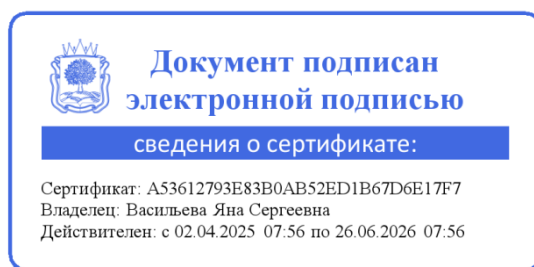 Документ подписан
электронной подписью
сведения о сертификате:
Сертификат: A53612793E83B0AB52ED1B67D6E17F7
Владелец: Васильева Яна Сергеевна
Действителен: с 02.04.2025 07:56 по 26.06.2026 07:56